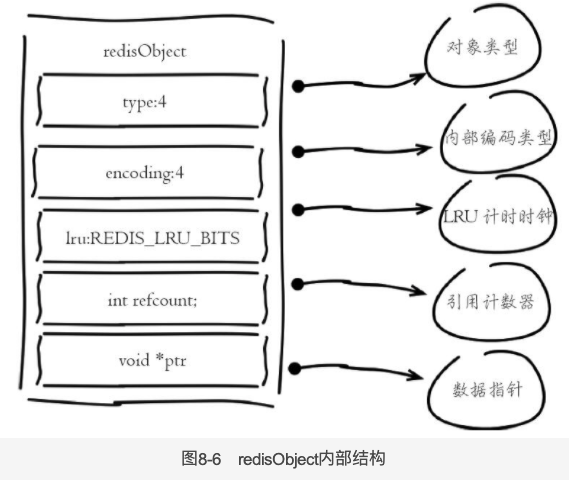 redisObject
对象类型
type:4
内部编码类型
encoding:4
LRU 计时时钟
lru:REDIS_LRU_BITS
int refcount;
引用计数器
void *ptr
数据指针
图8-6 redisObject内部结构